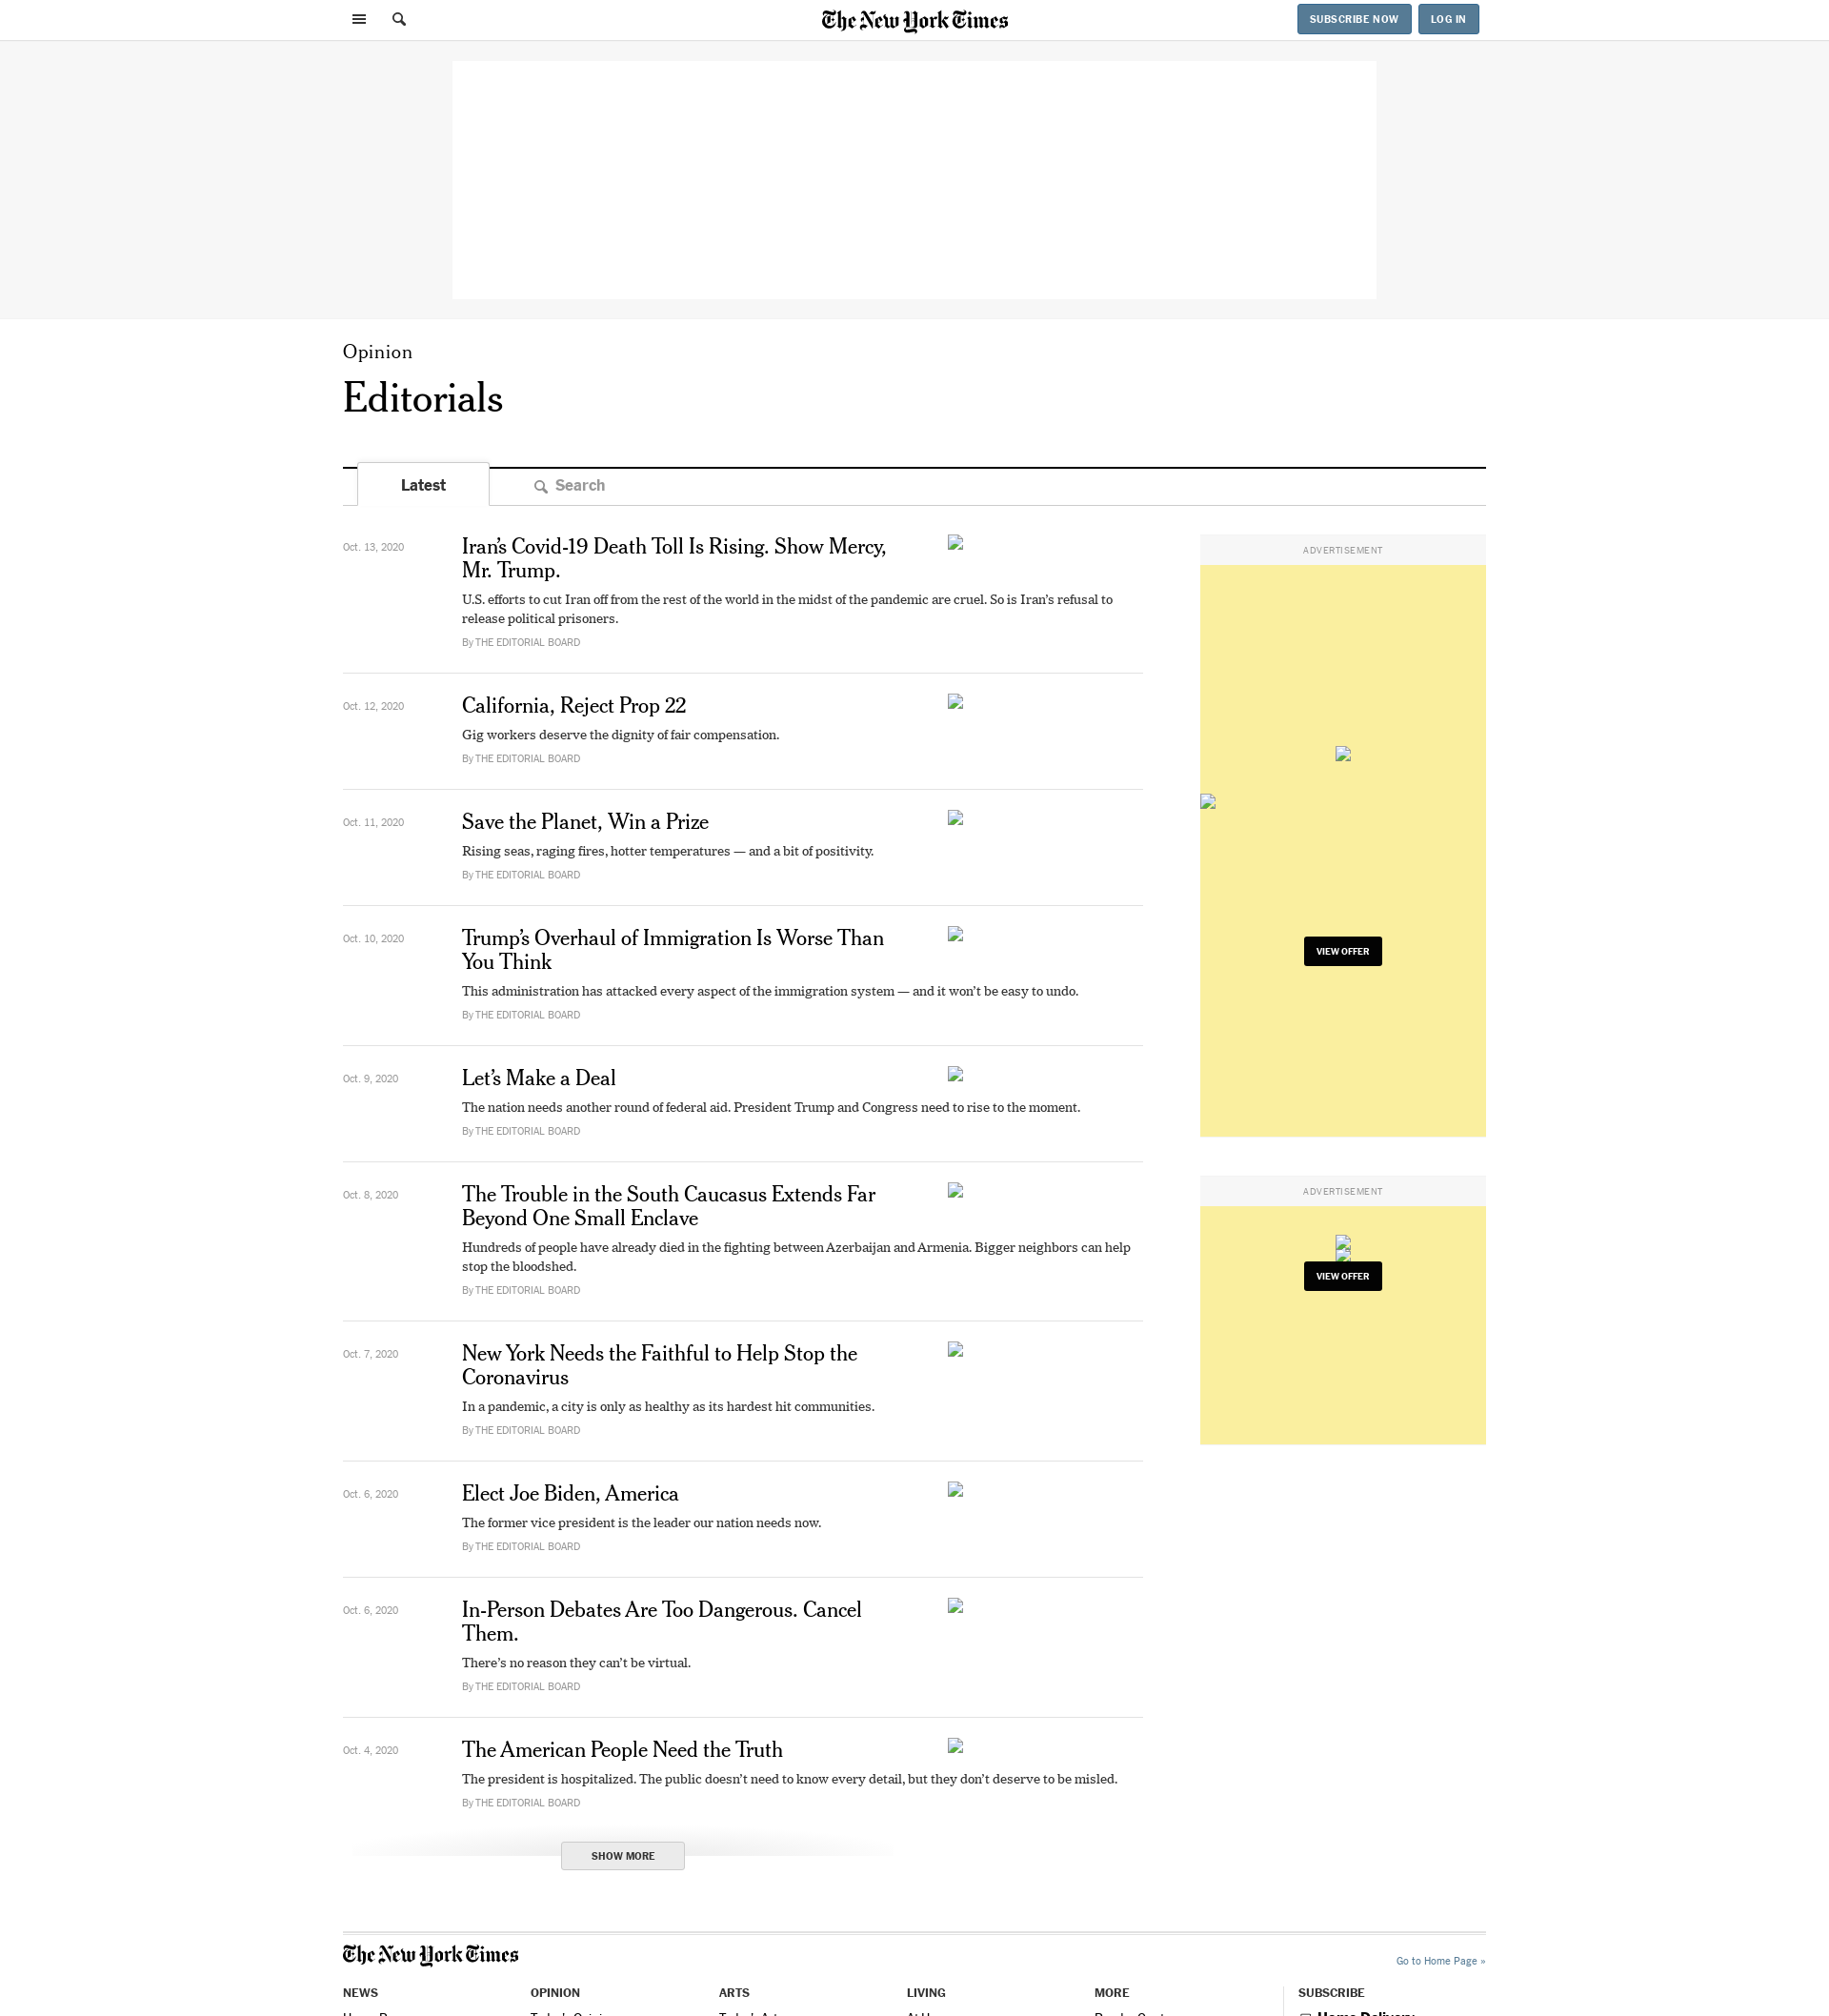 The New York Times
SUBSCRIBE NOW
LOG IN
Opinion
Editorials
Latest
Search
Oct. 13, 2020
Iran’s Covid-19 Death Toll Is Rising. Show Mercy,
Mr. Trump.
U.S. efforts to cut Iran off from the rest of the world in the midst of the pandemic are cruel. So is Iran’s refusal to
release political prisoners.
By THE EDITORIAL BOARD
Oct. 12, 2020
California, Reject Prop 22
Gig workers deserve the dignity of fair compensation.
By THE EDITORIAL BOARD
Oct. 11, 2020
Save the Planet, Win a Prize
Rising seas, raging fires, hotter temperatures — and a bit of positivity.
By THE EDITORIAL BOARD
Oct. 10, 2020
Trump’s Overhaul of Immigration Is Worse Than
You Think
This administration has attacked every aspect of the immigration system — and it won’t be easy to undo.
By THE EDITORIAL BOARD
Oct. 9, 2020
Let’s Make a Deal
The nation needs another round of federal aid. President Trump and Congress need to rise to the moment.
By THE EDITORIAL BOARD
Oct. 8, 2020
The Trouble in the South Caucasus Extends Far
Beyond One Small Enclave
Hundreds of people have already died in the fighting between Azerbaijan and Armenia. Bigger neighbors can help
stop the bloodshed.
By THE EDITORIAL BOARD
Oct. 7, 2020
New York Needs the Faithful to Help Stop the
Coronavirus
In a pandemic, a city is only as healthy as its hardest hit communities.
By THE EDITORIAL BOARD
Oct. 6, 2020
Elect Joe Biden, America
The former vice president is the leader our nation needs now.
By THE EDITORIAL BOARD
Oct. 6, 2020
In-Person Debates Are Too Dangerous. Cancel
Them.
There’s no reason they can’t be virtual.
By THE EDITORIAL BOARD
Oct. 4, 2020
The American People Need the Truth
The president is hospitalized. The public doesn’t need to know every detail, but they don’t deserve to be misled.
By THE EDITORIAL BOARD
SHOW MORE
ADVERTISEMENT
VIEW OFFER
ADVERTISEMENT
VIEW OFFER
The New York Times
Go to Home Page »
NEWS
OPINION
ARTS
LIVING
MORE
SUBSCRIBE